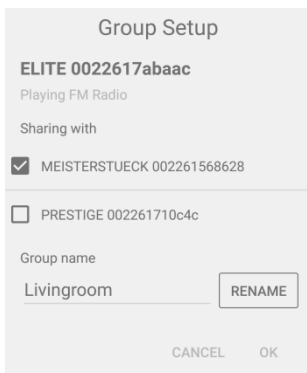 Group Setup
ELITE 0022617abaac
Playing FM Radio
Sharing with
MEISTERSTUECK 002261568628
PRESTIGE 002261710c4c
Group name
Livingroom
RENAME
CANCEL OK